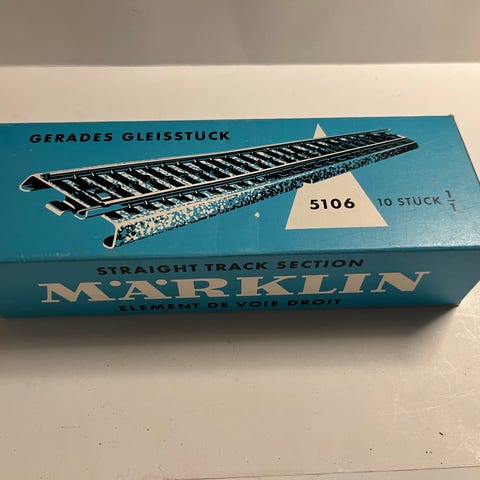 GERADES GLEISSTÜCK
5106
10 STÜCK 1/1
STRAIGHT TRACK SECTION
MÄRKLIN
ELEMENT DE VOIE DROIT